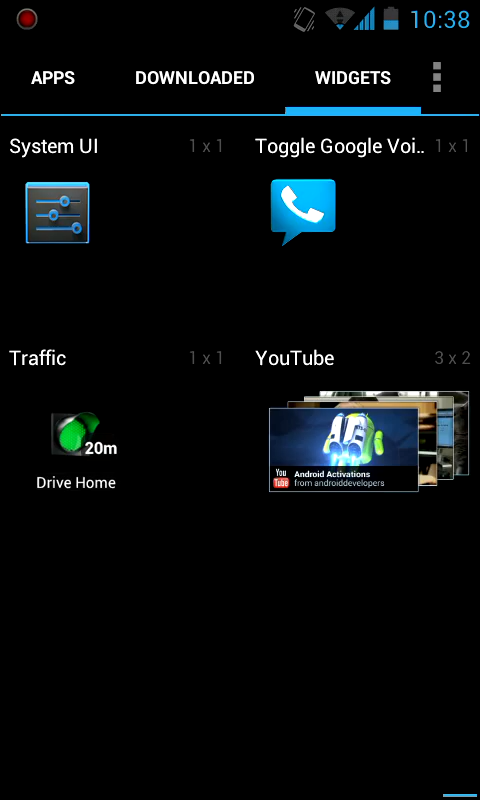 10:38
APPS DOWNLOADED WIDGETS
System UI 1 x 1 Toggle Google Voi.. 1 x 1
Traffic 1 x 1 YouTube 3 x 2
20m
Drive Home
You
Tube
Android Activations
from androiddevelopers